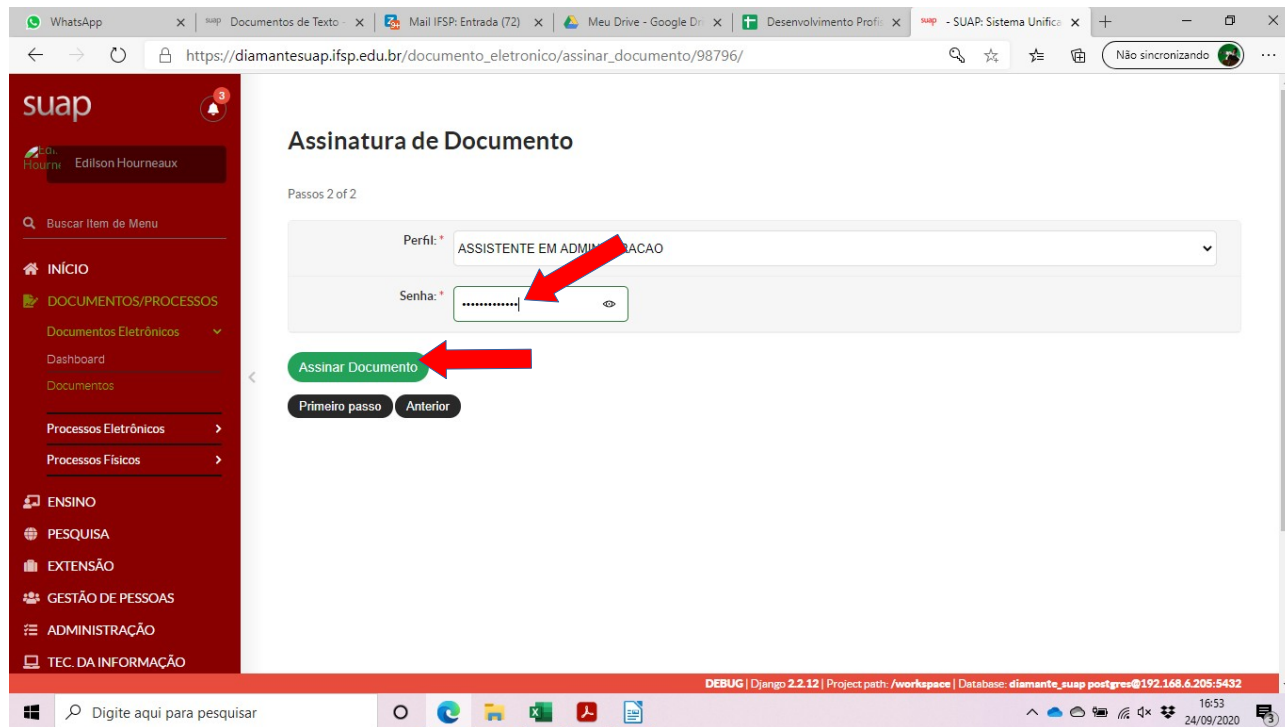 WhatsApp
suap Documentos de Texto -
Mail IFSP: Entrada (72)
Meu Drive - Google Dri
Desenvolvimento Profis
suap - SUAP: Sistema Unifica
https://diamantesuap.ifsp.edu.br/documento_eletronico/assinar_documento/98796/
Não sincronizando
suap
3
Edilson Hourneaux
Buscar Item de Menu
INÍCIO
DOCUMENTOS/PROCESSOS
Documentos Eletrônicos
Dashboard
Documentos
Processos Eletrônicos
Processos Físicos
ENSINO
PESQUISA
EXTENSÃO
GESTÃO DE PESSOAS
ADMINISTRAÇÃO
TEC. DA INFORMAÇÃO
Assinatura de Documento
Passos 2 of 2
Perfil: *
ASSISTENTE EM
Senha: *
Assinar Documento
Primeiro passo
Anterior
DEBUG | Django 2.2.12 | Project path: /workspace | Database: diamante_suap postgres@192.168.6.205:5432
Digite aqui para pesquisar
16:53
24/09/2020